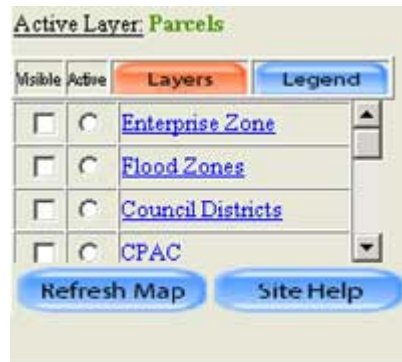 Active Layer: Parcels
Visible Active Layers Legend
Enterprise Zone
Flood Zones
Council Districts
CPAC
Refresh Map Site Help